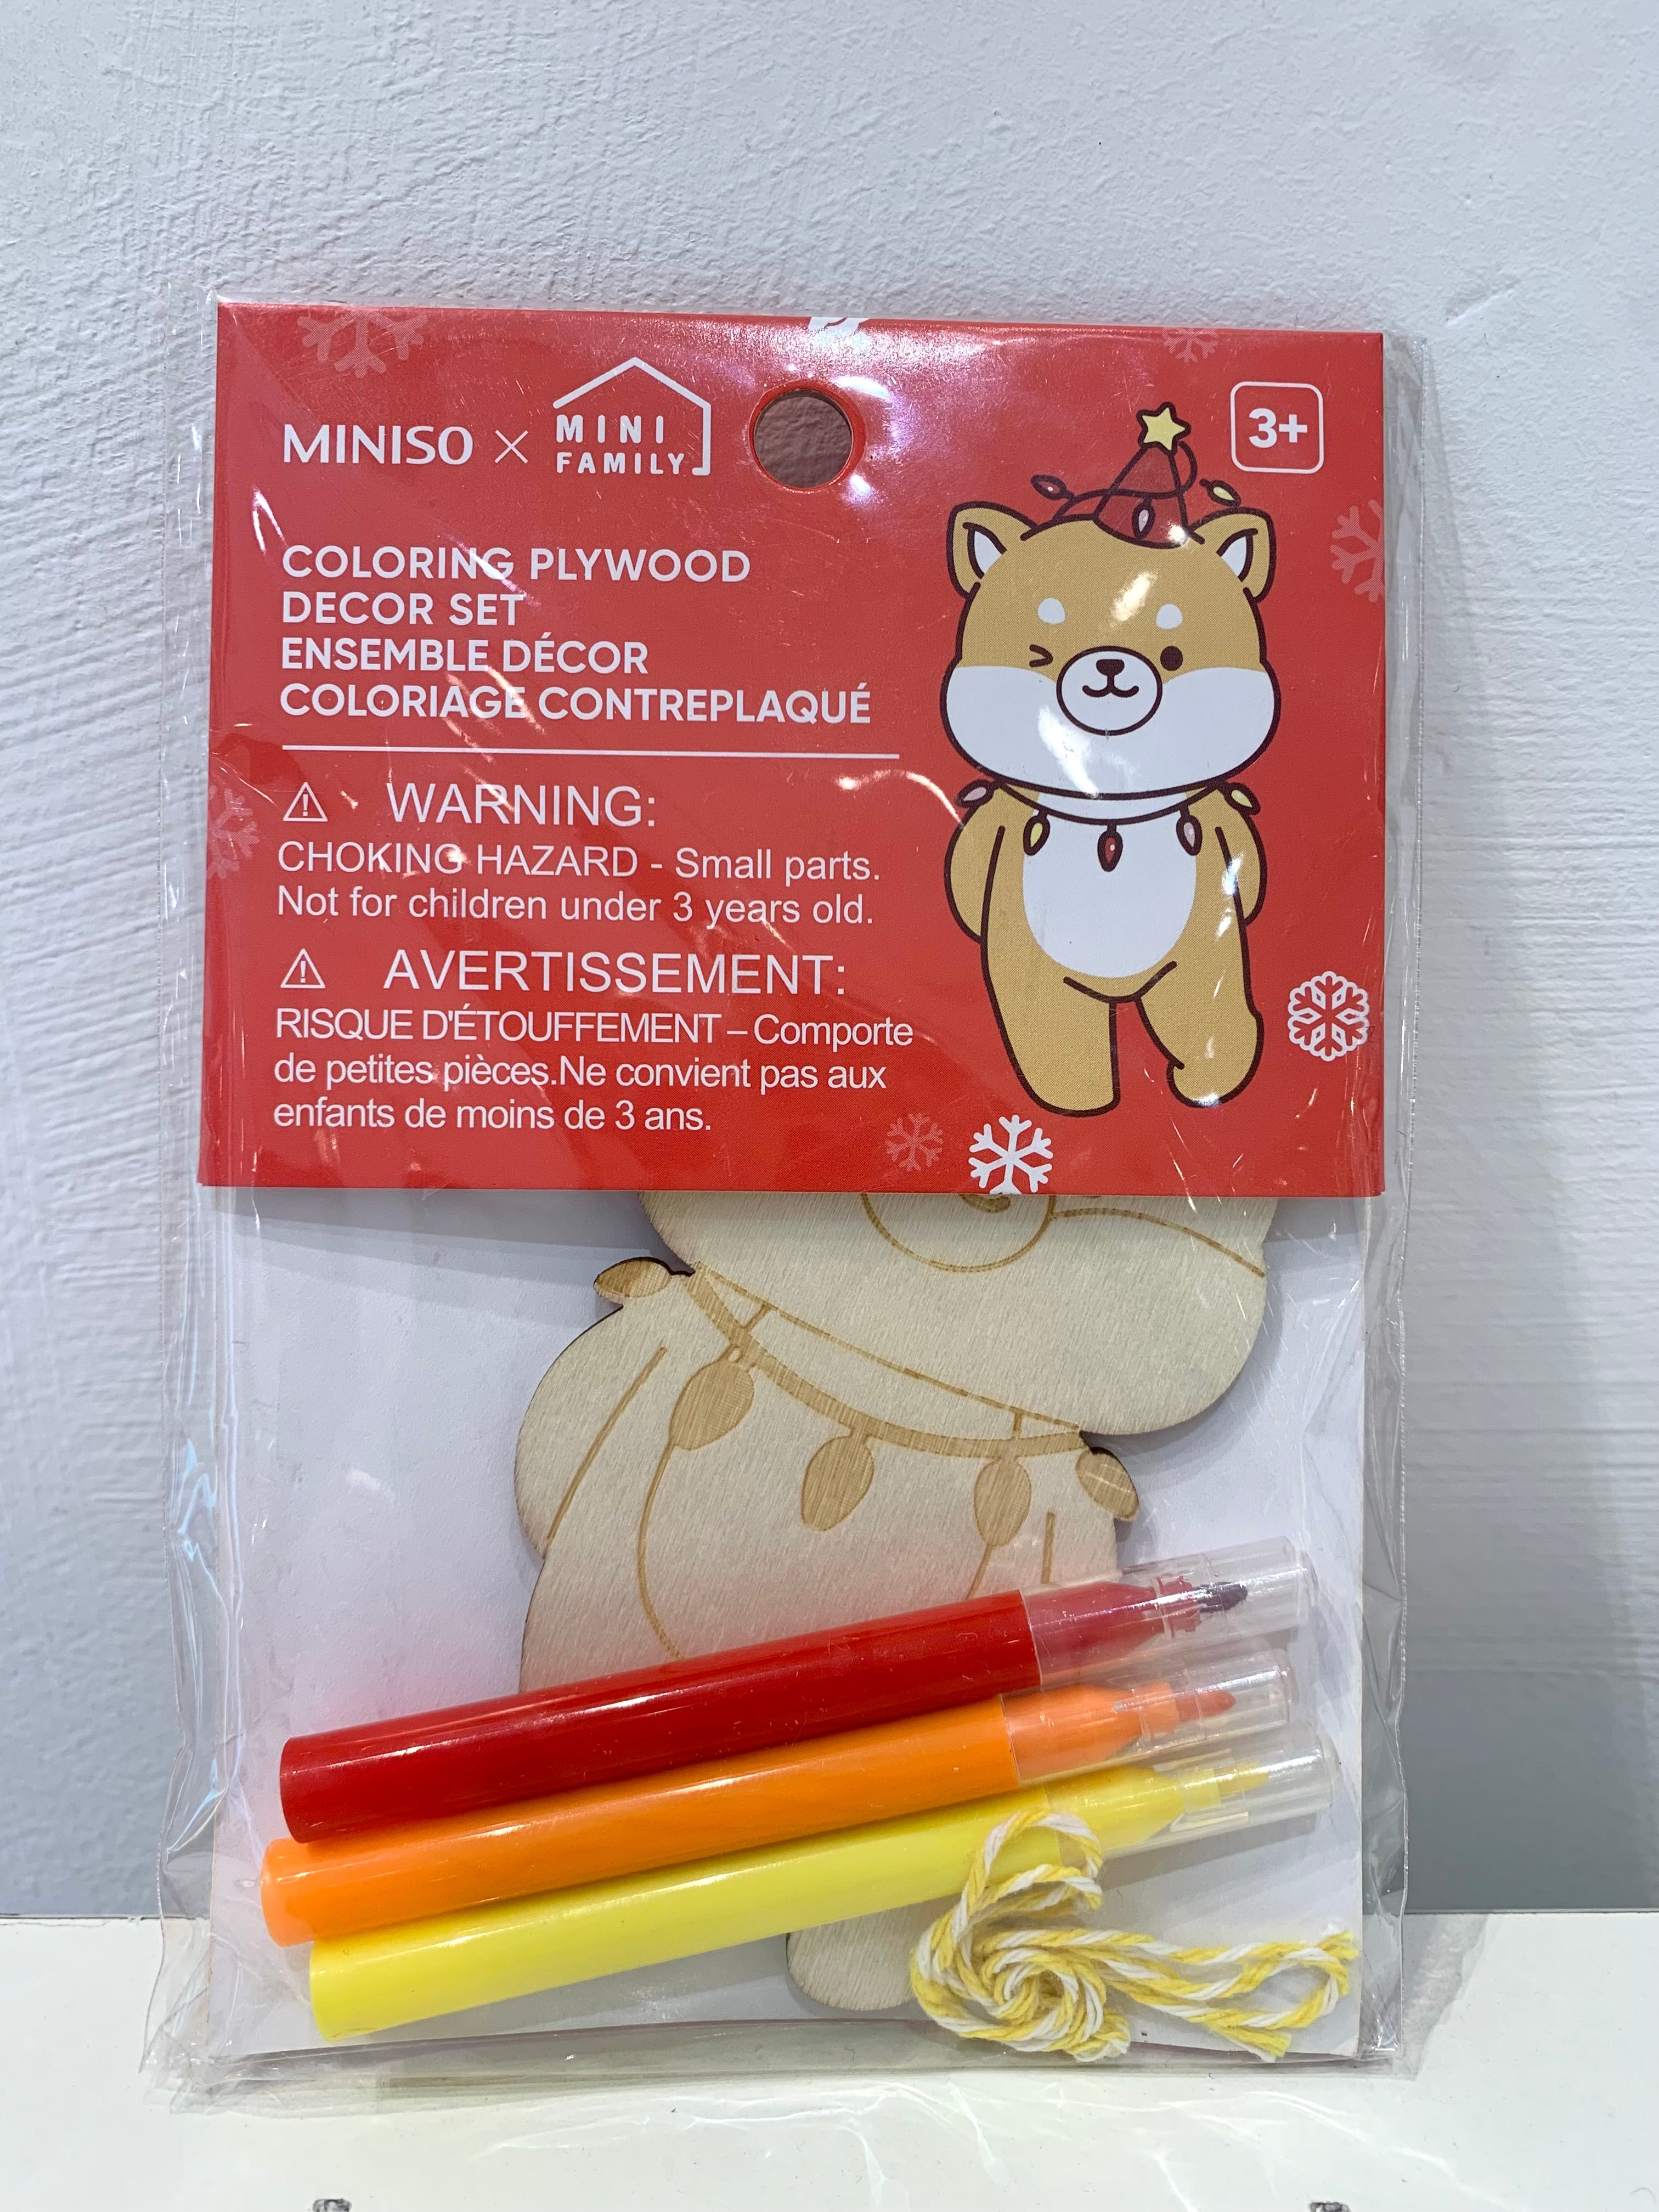 MINISO × MINI FAMILY
3+
COLORING PLYWOOD
DECOR SET
ENSEMBLE DÉCOR
COLORIAGE CONTREPLAQUÉ
WARNING:
CHOKING HAZARD - Small parts.
Not for children under 3 years old.
AVERTISSEMENT:
RISQUE D'ÉTOUFFEMENT – Comporte
de petites pièces.Ne convient pas aux
enfants de moins de 3 ans.